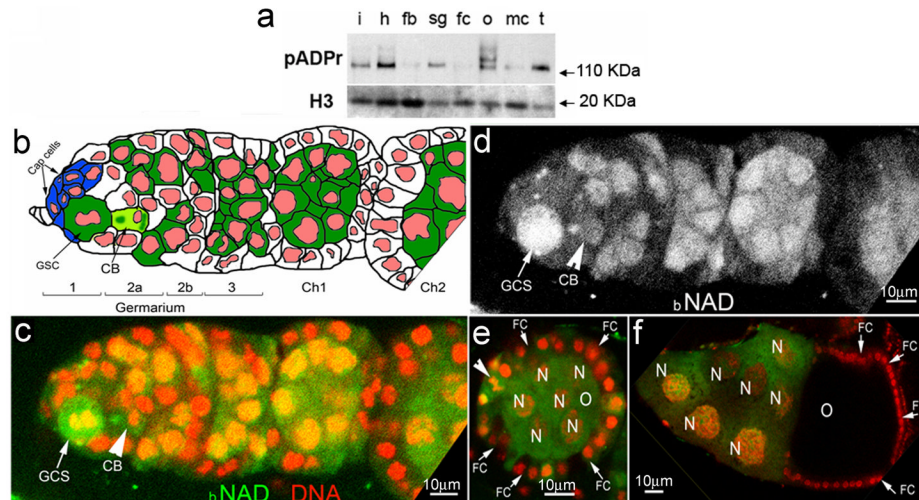 a
i h fb sg fc o mc t
pADPr
110 KDa
H3
20 KDa
b
Cap cells
GSC
CB
1 2a 2b 3 Ch1 Ch2
Germarium
c
GCS
CB
bNAD DNA
10µm
d
GCS
CB
bNAD
10µm
e
FC FC FC
N N N O N N
FC FC
FC
10µm
f
FC FC
N N N N N N
O
F
FC
10µm